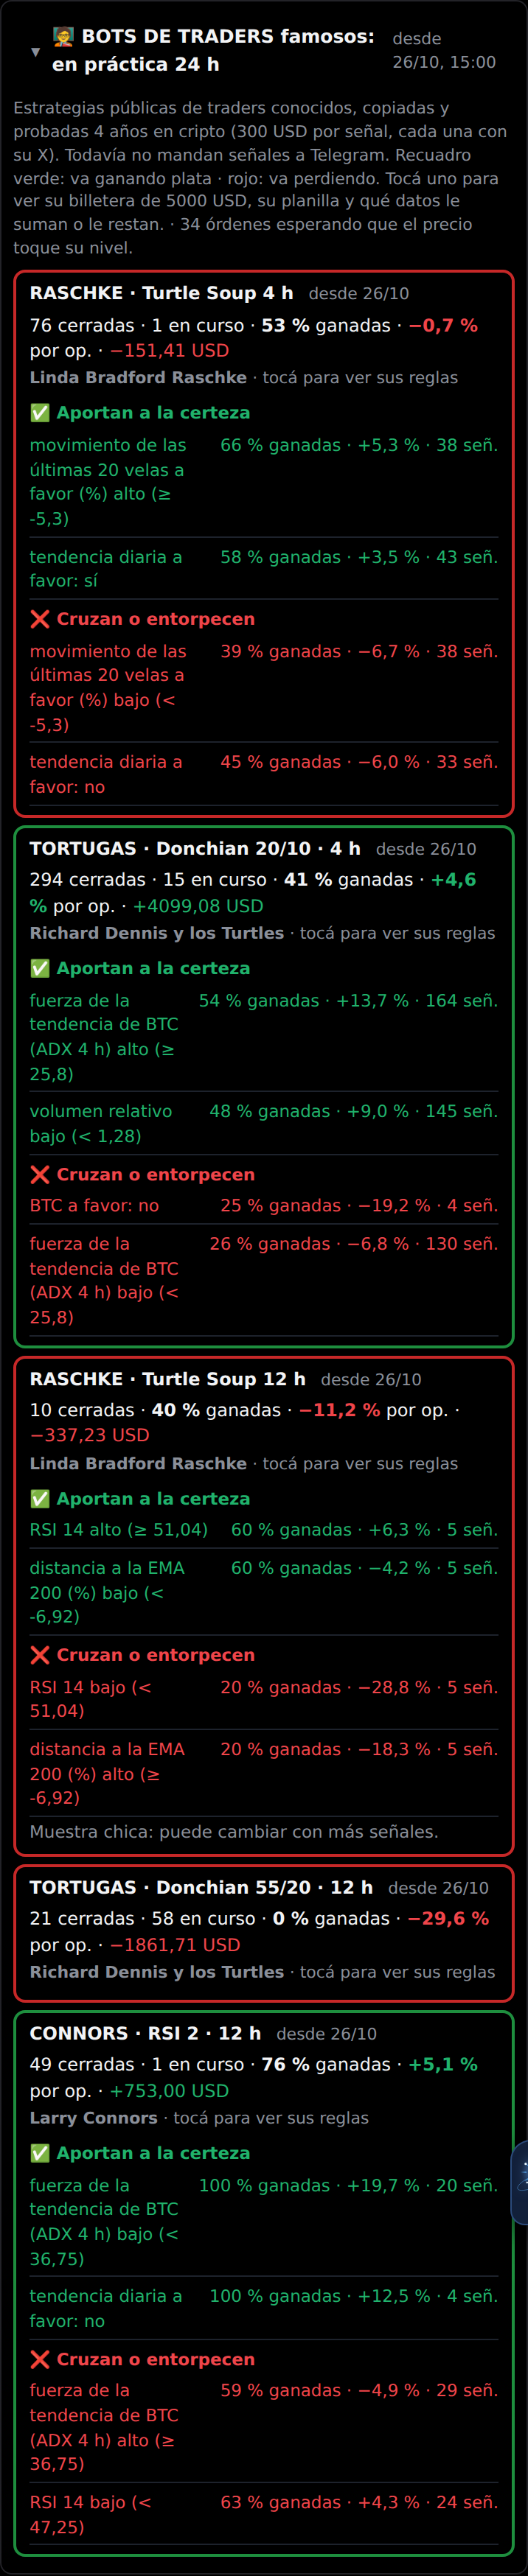 ▼ 🧑‍🏫 BOTS DE TRADERS famosos: en práctica 24 h
desde 26/10, 15:00
Estrategias públicas de traders conocidos, copiadas y
probadas 4 años en cripto (300 USD por señal, cada una con
su X). Todavía no mandan señales a Telegram. Recuadro
verde: va ganando plata · rojo: va perdiendo. Tocá uno para
ver su billetera de 5000 USD, su planilla y qué datos le
suman o le restan. · 34 órdenes esperando que el precio
toque su nivel.
RASCHKE · Turtle Soup 4 h desde 26/10
76 cerradas · 1 en curso · 53 % ganadas · −0,7 %
por op. · −151,41 USD
Linda Bradford Raschke · tocá para ver sus reglas
✅ Aportan a la certeza
movimiento de las
últimas 20 velas a
favor (%) alto (≥
-5,3)
66 % ganadas · +5,3 % · 38 señ.
tendencia diaria a
favor: sí
58 % ganadas · +3,5 % · 43 señ.
❌ Cruzan o entorpecen
movimiento de las
últimas 20 velas a
favor (%) bajo (<
-5,3)
39 % ganadas · −6,7 % · 38 señ.
tendencia diaria a
favor: no
45 % ganadas · −6,0 % · 33 señ.
TORTUGAS · Donchian 20/10 · 4 h desde 26/10
294 cerradas · 15 en curso · 41 % ganadas · +4,6
% por op. · +4099,08 USD
Richard Dennis y los Turtles · tocá para ver sus reglas
✅ Aportan a la certeza
fuerza de la
tendencia de BTC
(ADX 4 h) alto (≥
25,8)
54 % ganadas · +13,7 % · 164 señ.
volumen relativo
bajo (< 1,28)
48 % ganadas · +9,0 % · 145 señ.
❌ Cruzan o entorpecen
BTC a favor: no
25 % ganadas · −19,2 % · 4 señ.
fuerza de la
tendencia de BTC
(ADX 4 h) bajo (<
25,8)
26 % ganadas · −6,8 % · 130 señ.
RASCHKE · Turtle Soup 12 h desde 26/10
10 cerradas · 40 % ganadas · −11,2 % por op. ·
−337,23 USD
Linda Bradford Raschke · tocá para ver sus reglas
✅ Aportan a la certeza
RSI 14 alto (≥ 51,04)
60 % ganadas · +6,3 % · 5 señ.
distancia a la EMA
200 (%) bajo (<
-6,92)
60 % ganadas · −4,2 % · 5 señ.
❌ Cruzan o entorpecen
RSI 14 bajo (<
51,04)
20 % ganadas · −28,8 % · 5 señ.
distancia a la EMA
200 (%) alto (≥
-6,92)
20 % ganadas · −18,3 % · 5 señ.
Muestra chica: puede cambiar con más señales.
TORTUGAS · Donchian 55/20 · 12 h desde 26/10
21 cerradas · 58 en curso · 0 % ganadas · −29,6 %
por op. · −1861,71 USD
Richard Dennis y los Turtles · tocá para ver sus reglas
CONNORS · RSI 2 · 12 h desde 26/10
49 cerradas · 1 en curso · 76 % ganadas · +5,1 %
por op. · +753,00 USD
Larry Connors · tocá para ver sus reglas
✅ Aportan a la certeza
fuerza de la
tendencia de BTC
(ADX 4 h) bajo (<
36,75)
100 % ganadas · +19,7 % · 20 señ.
tendencia diaria a
favor: no
100 % ganadas · +12,5 % · 4 señ.
❌ Cruzan o entorpecen
fuerza de la
tendencia de BTC
(ADX 4 h) alto (≥
36,75)
59 % ganadas · −4,9 % · 29 señ.
RSI 14 bajo (<
47,25)
63 % ganadas · +4,3 % · 24 señ.